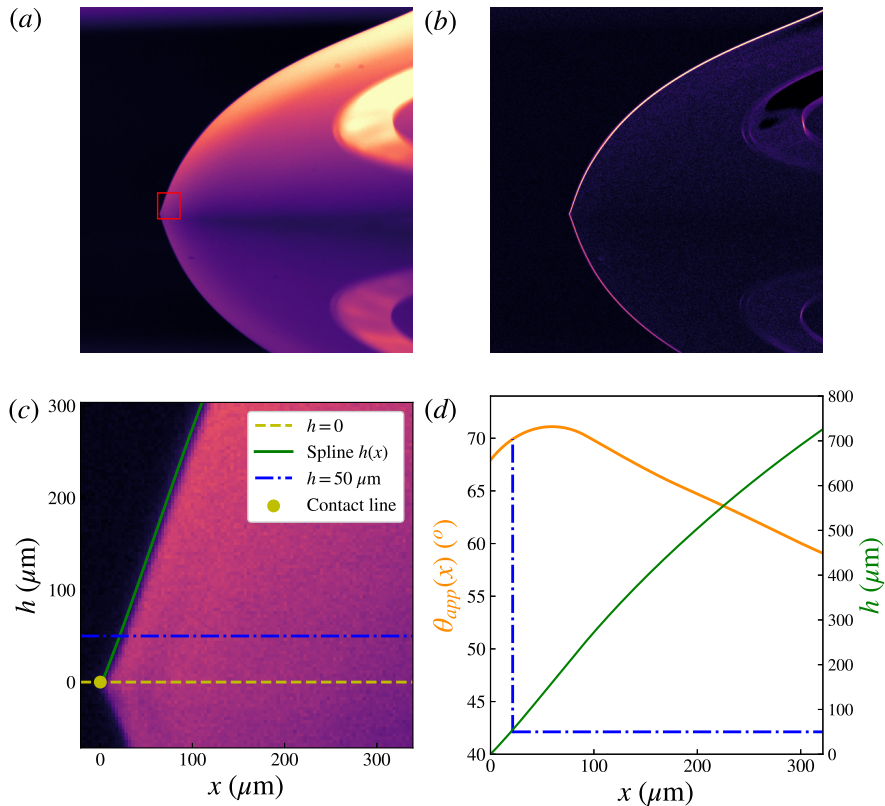 (a)
(b)
(c)
300
200
100
0
h (μm)
0
100
200
300
x (μm)
h = 0
Spline h(x)
h = 50 μm
Contact line
(d)
70
65
60
55
50
45
40
θapp(x) (°)
0
100
200
300
x (μm)
800
700
600
500
400
300
200
100
0
h (μm)